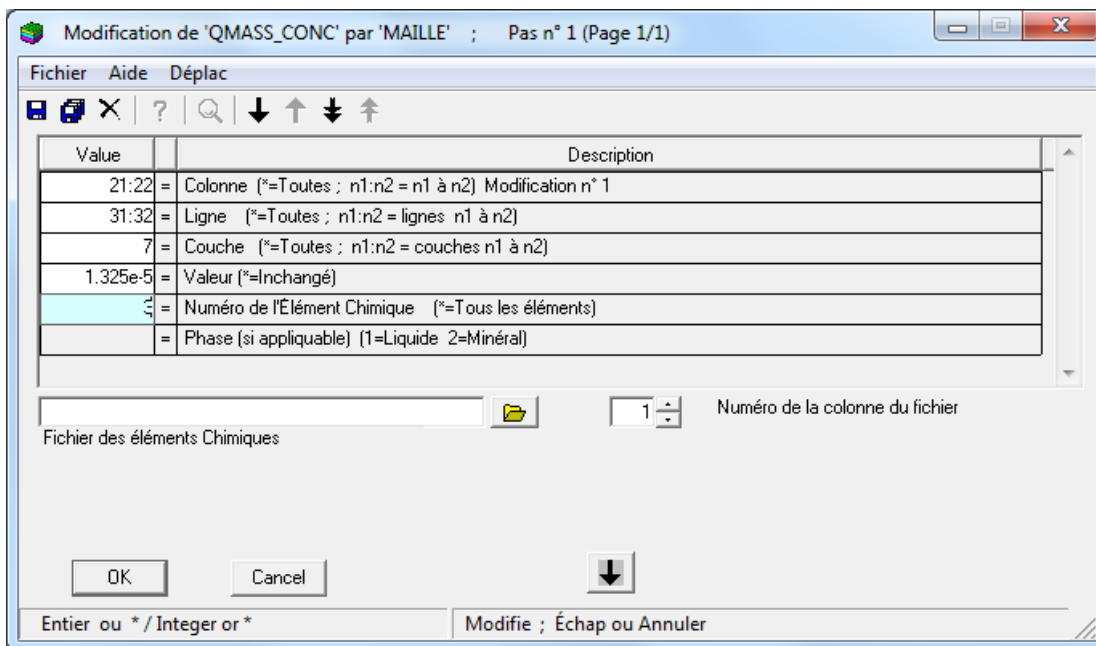 Modification de 'QMASS_CONC' par 'MAILLE' ; Pas n° 1 (Page 1/1)
Fichier Aide Déplac
Value Description
21:22 = Colonne (*=Toutes ; n1:n2 = n1 à n2) Modification n° 1
31:32 = Ligne (*=Toutes ; n1:n2 = lignes n1 à n2)
7 = Couche (*=Toutes ; n1:n2 = couches n1 à n2)
1.325e-5 = Valeur (*=Inchangé)
= Numéro de l'Élément Chimique (*=Tous les éléments)
= Phase (si appliquable) (1=Liquide 2=Minéral)
1 Numéro de la colonne du fichier
Fichier des éléments Chimiques
OK Cancel
Entier ou * / Integer or * Modifie ; Échap ou Annuler